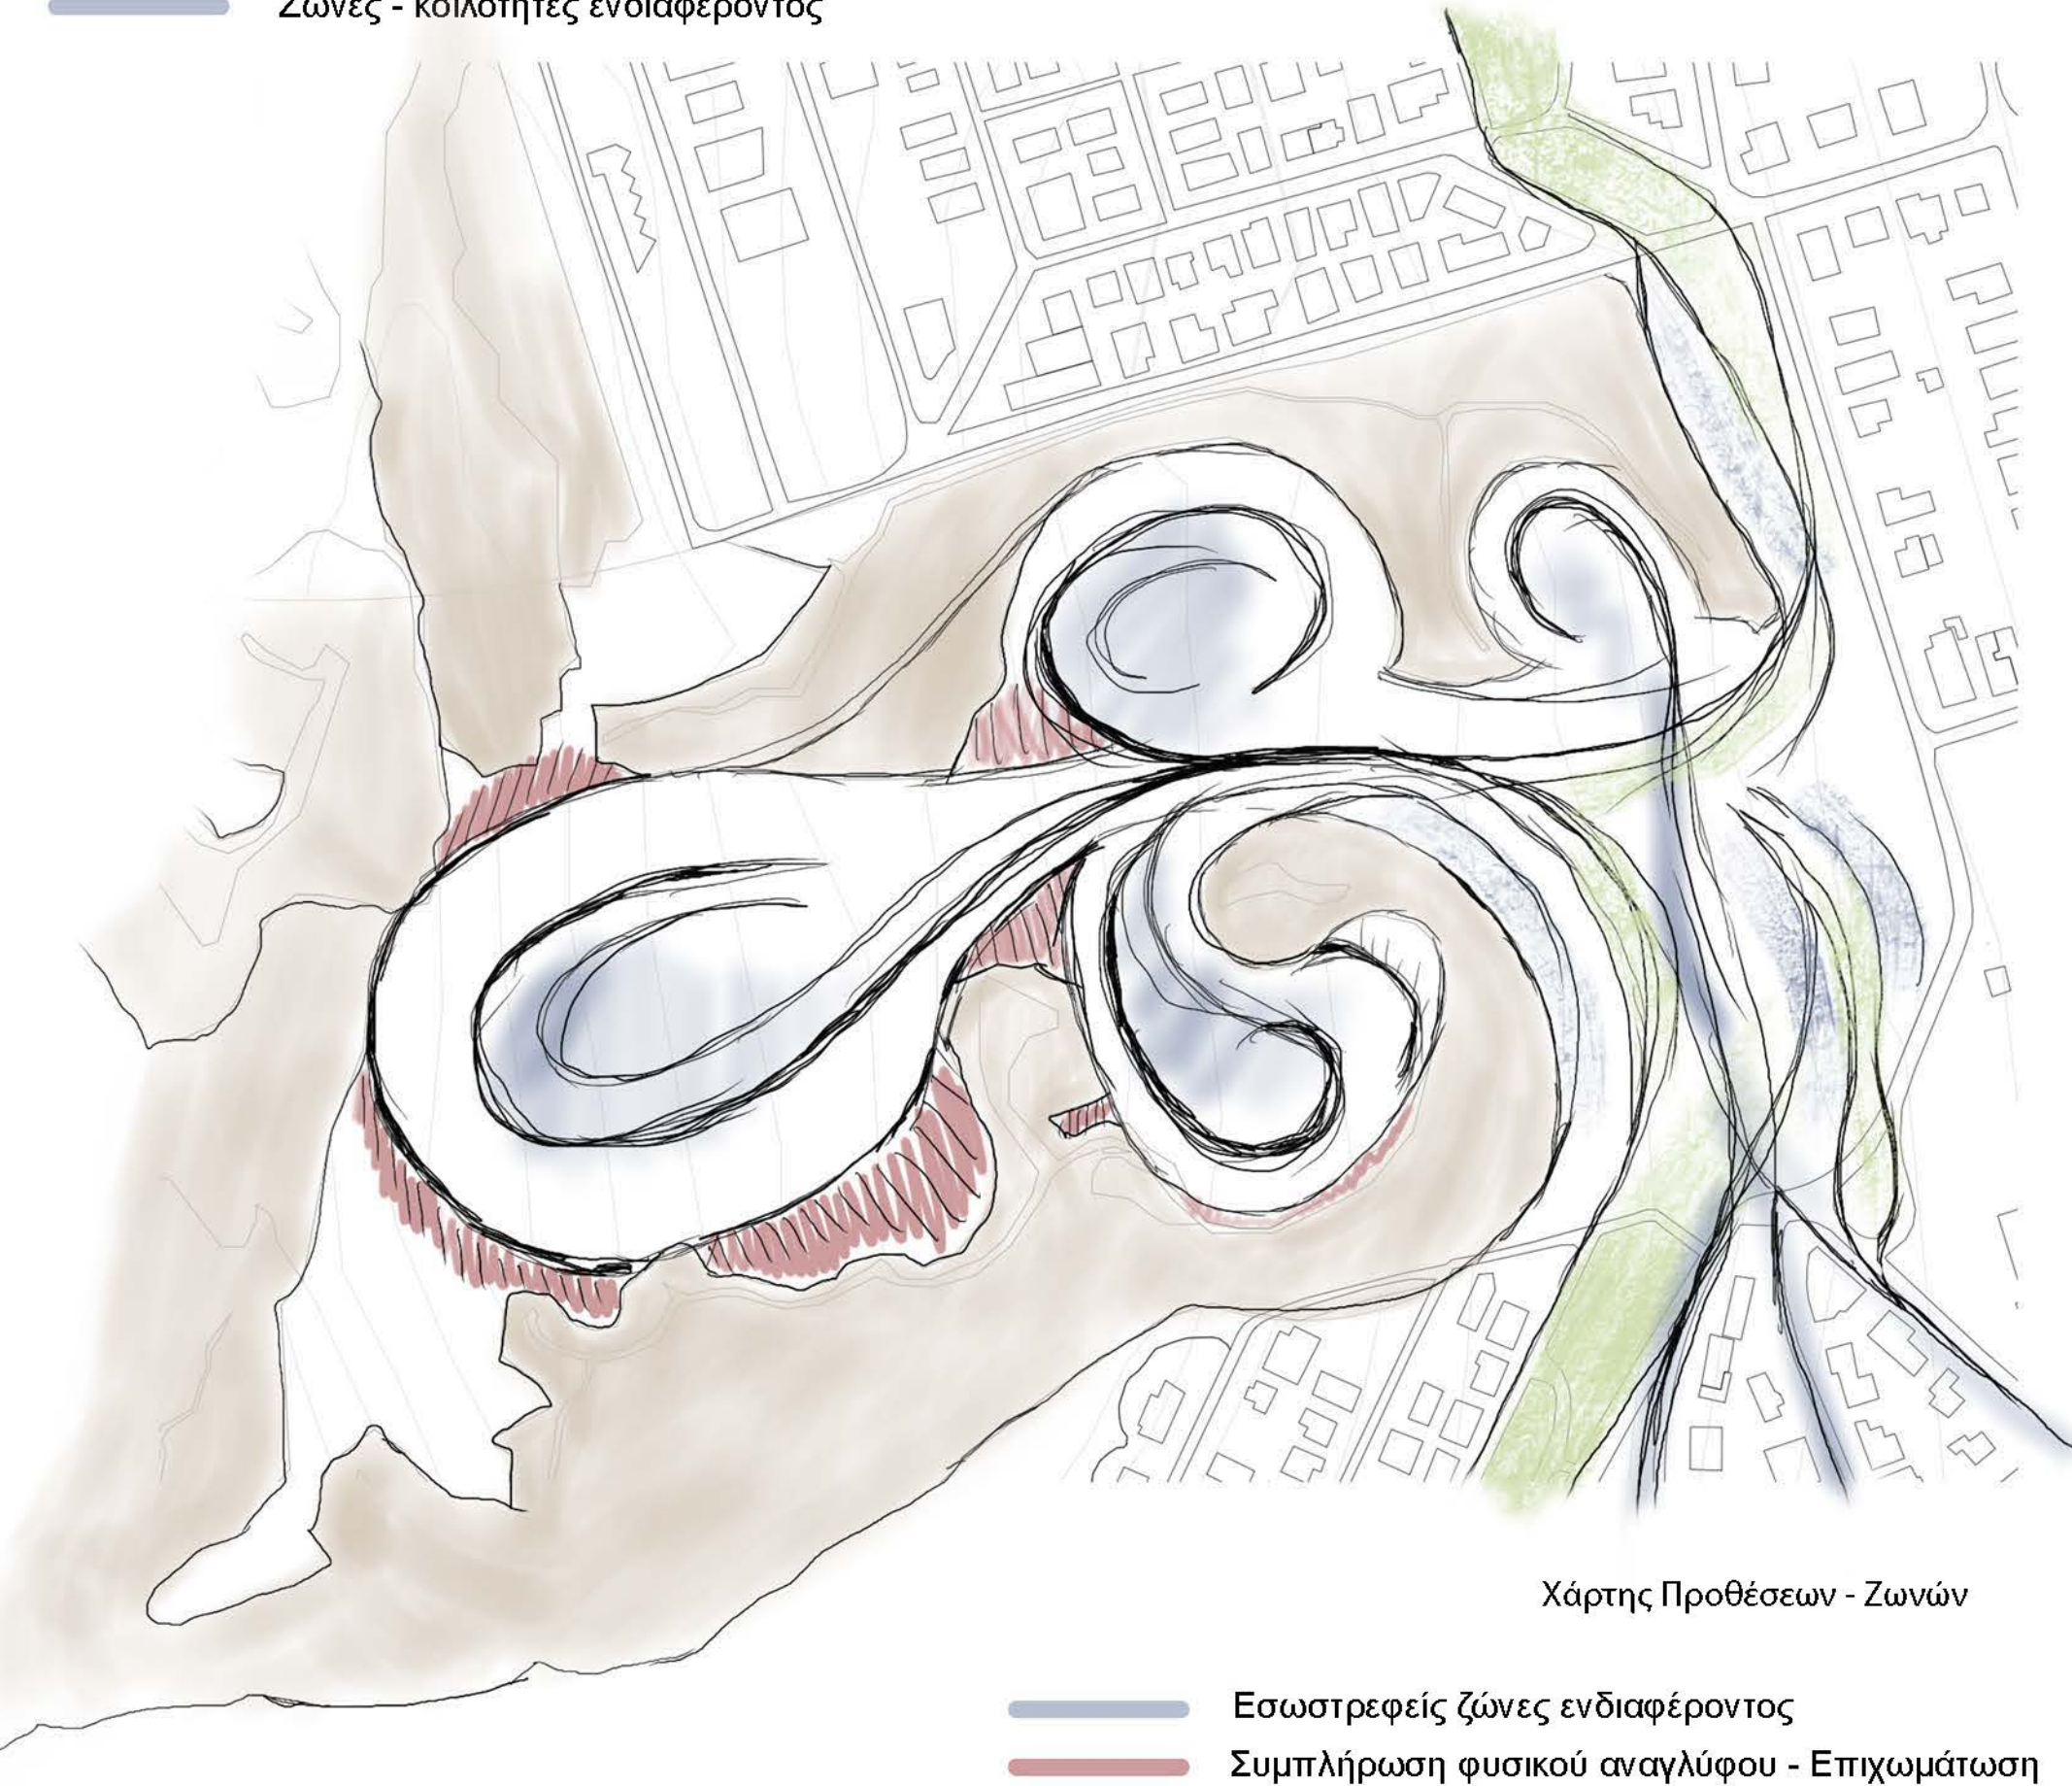 Ζώνες - κοιλότητες ενδιαφέροντος
Χάρτης Προθέσεων - Ζωνών
Εσωστρεφείς ζώνες ενδιαφέροντος
Συμπλήρωση φυσικού αναγλύφου - Επιχωμάτωση